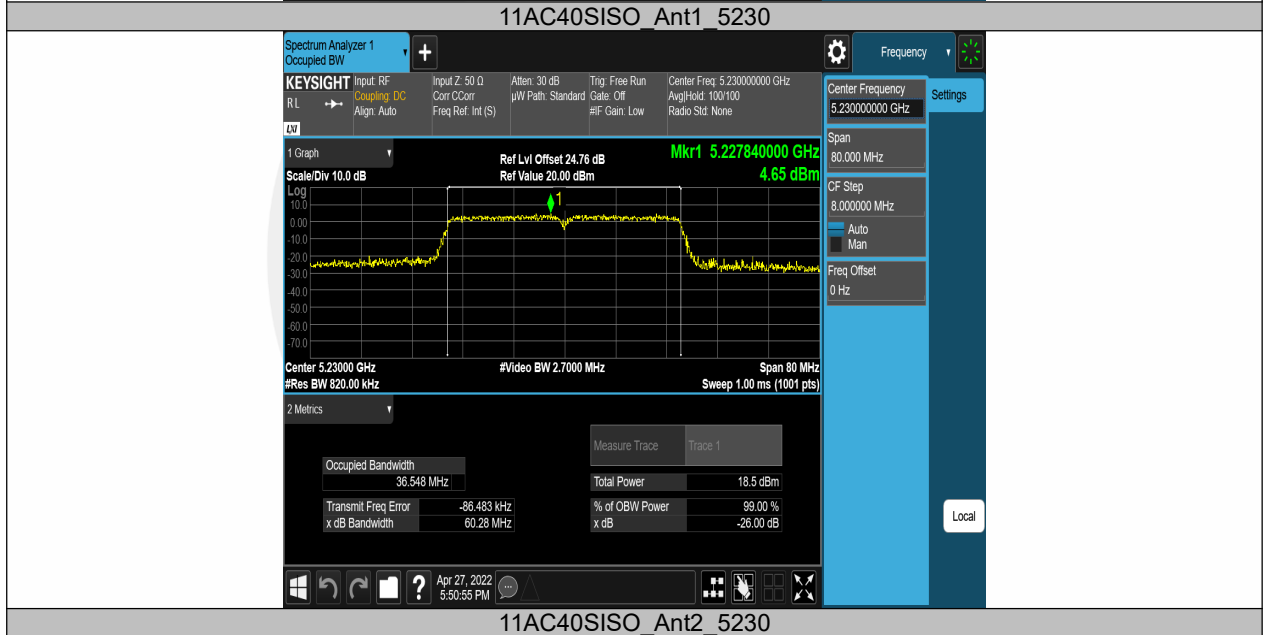 11AC40SISO_Ant1_5230
Spectrum Analyzer 1
Occupied BW
+
Frequency
KEYSIGHT
RL
LXI
Input: RF
Coupling: DC
Align: Auto
Input Z: 50 Ω
Corr CCorr
Freq Ref: Int (S)
Atten: 30 dB
µW Path: Standard
Trig: Free Run
Gate: Off
#IF Gain: Low
Center Freq: 5.230000000 GHz
Avg|Hold: 100/100
Radio Std: None
Center Frequency
5.230000000 GHz
Settings
Span
80.000 MHz
CF Step
8.000000 MHz
Auto
Man
Freq Offset
0 Hz
Local
1 Graph
Scale/Div 10.0 dB
Ref Lvl Offset 24.76 dB
Ref Value 20.00 dBm
Mkr1 5.227840000 GHz
4.65 dBm
Log
10.0
0.00
-10.0
-20.0
-30.0
-40.0
-50.0
-60.0
-70.0
1
Center 5.23000 GHz
#Video BW 2.7000 MHz
Span 80 MHz
#Res BW 820.00 kHz
Sweep 1.00 ms (1001 pts)
2 Metrics
Measure Trace Trace 1
Occupied Bandwidth
36.548 MHz
Total Power 18.5 dBm
Transmit Freq Error -86.483 kHz
% of OBW Power 99.00 %
x dB Bandwidth 60.28 MHz
x dB -26.00 dB
?
Apr 27, 2022
5:50:55 PM
11AC40SISO_Ant2_5230